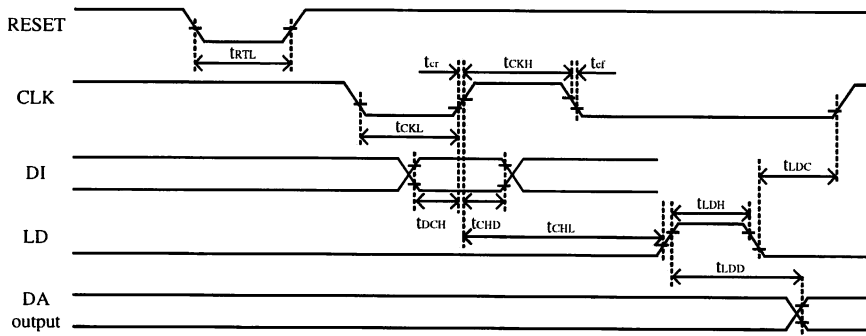 RESET
tRTL
tcr
tCKH
tcf
CLK
tCKL
DI
tLDC
tDCH
tCHD
tCHL
tLDH
LD
tLDD
DA
output